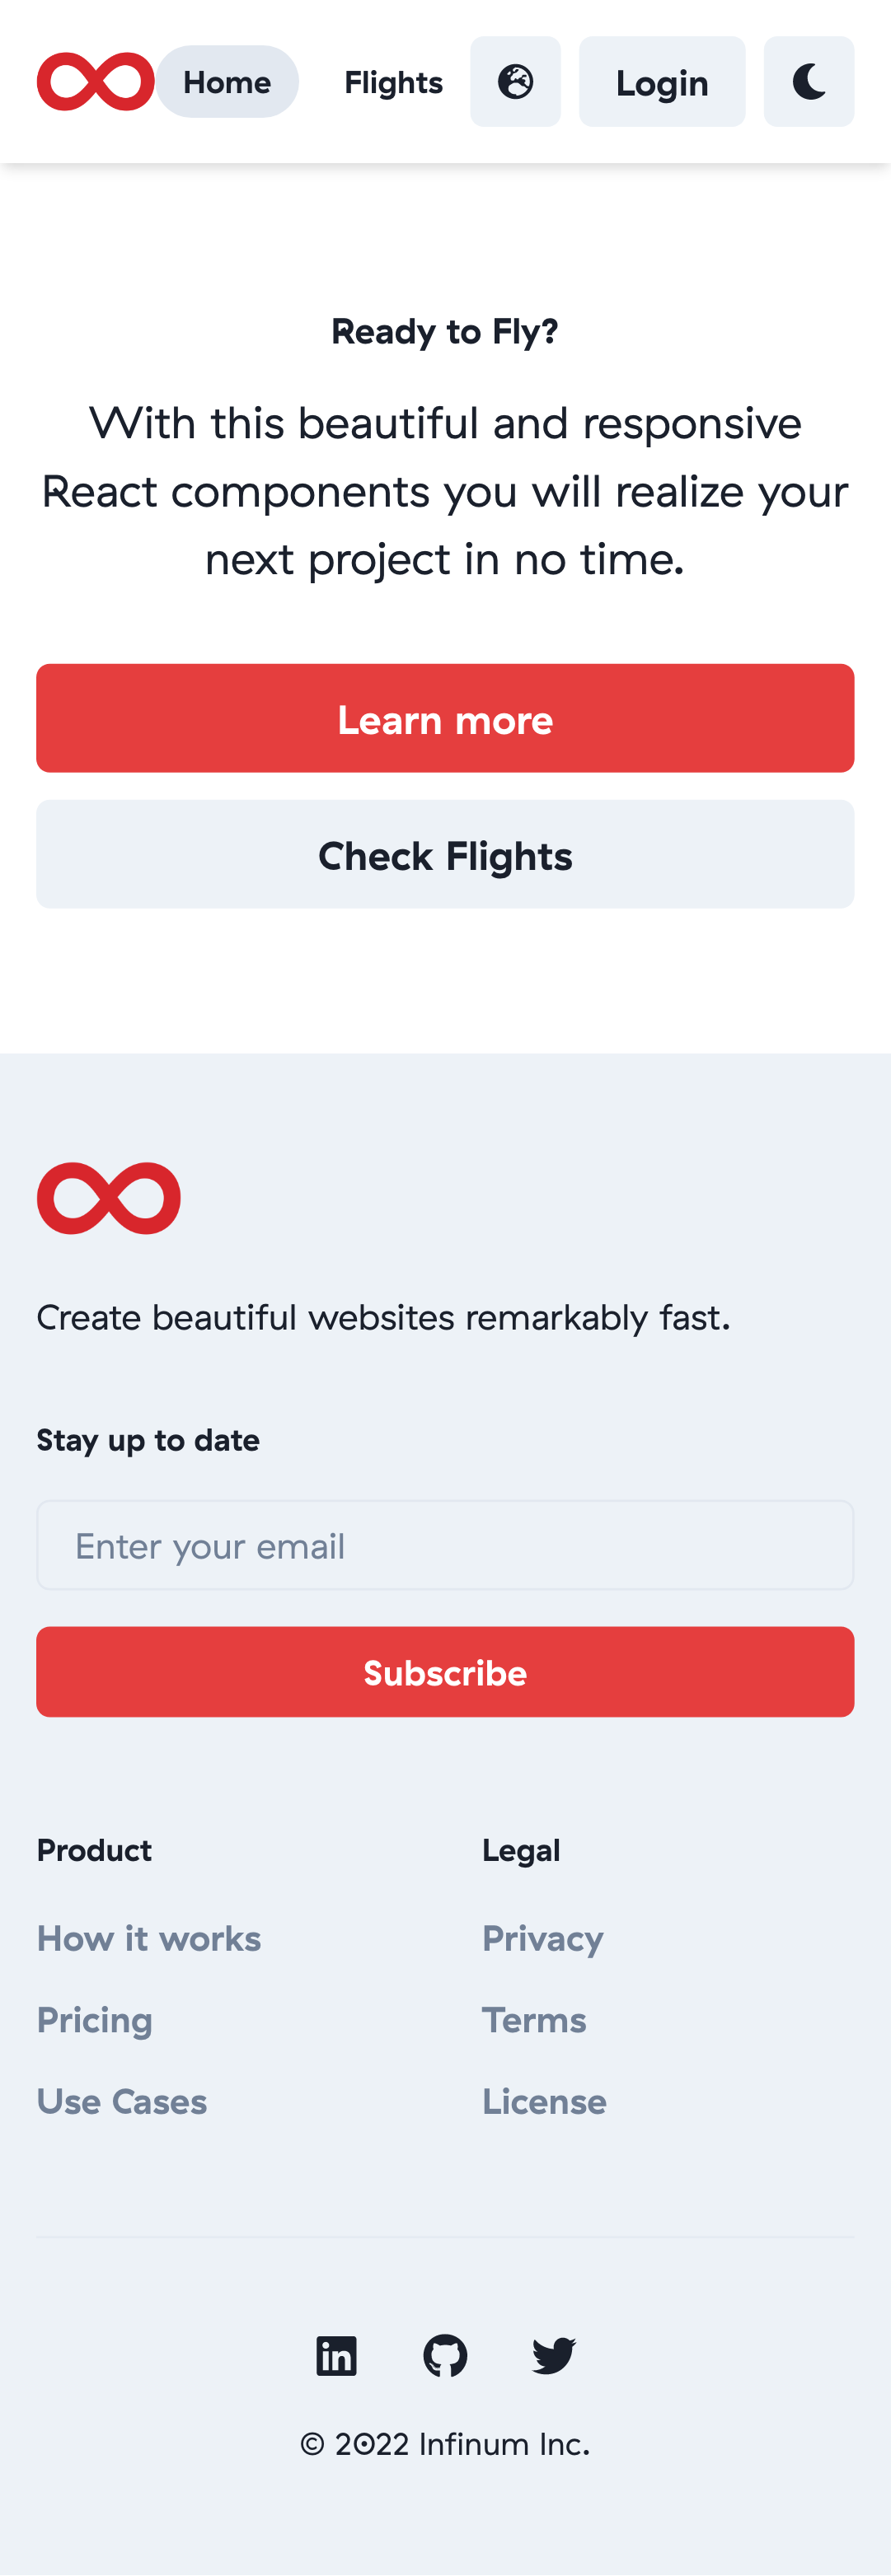 Home Flights Login
Ready to Fly?
With this beautiful and responsive
React components you will realize your
next project in no time.
Learn more
Check Flights
Create beautiful websites remarkably fast.
Stay up to date
Enter your email
Subscribe
Product
How it works
Pricing
Use Cases
Legal
Privacy
Terms
License
in
© 2022 Infinum Inc.